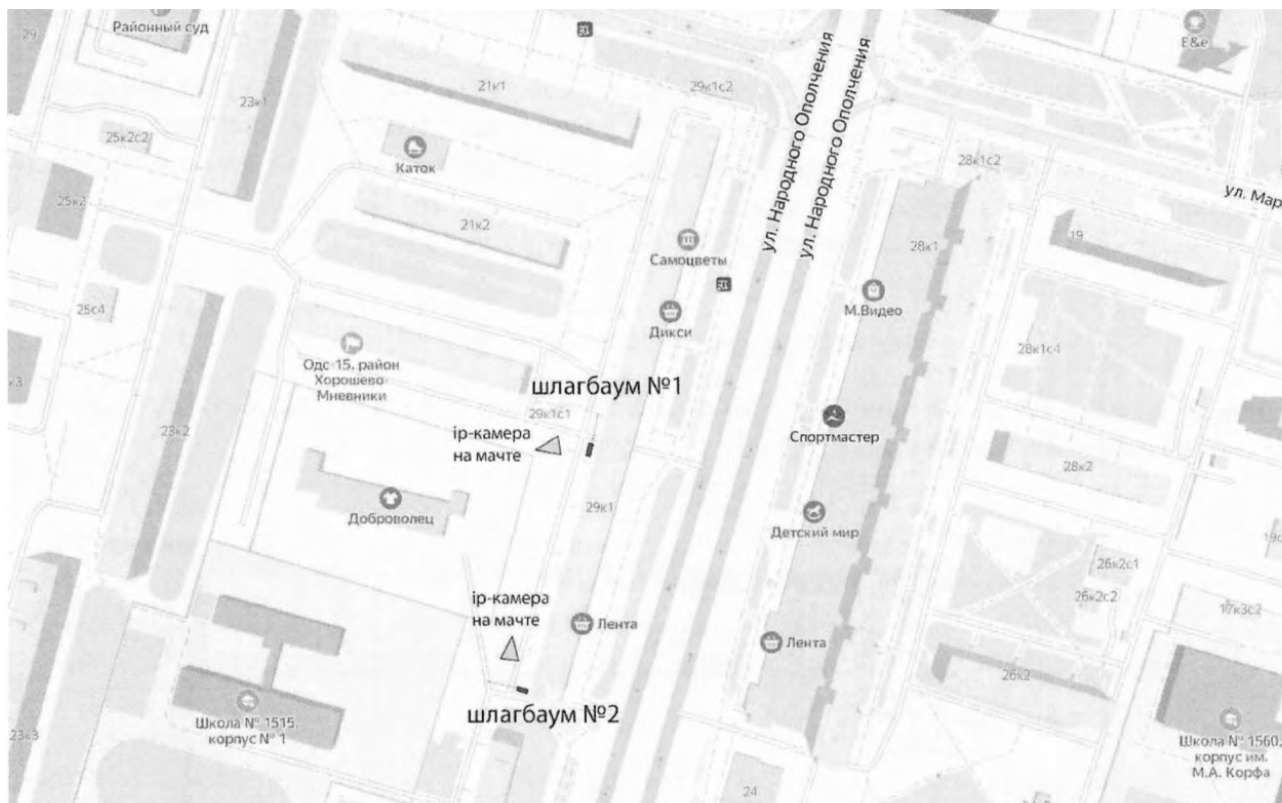 29
Районный суд
23к1
21к1
29к1с2
ул. Народного Ополчения
ул. Народного Ополчения
E&e
25к2с2
Каток
28к1с2
25к2
ул. Мар
21к2
19
28к1
Самоцветы
25с4
М.Видео
Дикси
28к1с4
Одс-15, район
Хорошево-
Мневники
к3
шлагбаум №1
29к1с1
23к2
ip-камера
на мачте
Спортмастер
28к2
Доброволец
29к1
Детский мир
26к2с1
ip-камера
на мачте
26к2с2
17к3с2
Лента
Лента
26к2
шлагбаум №2
Школа № 1515,
корпус № 1
23к3
Школа № 1560,
корпус им.
М.А. Корфа
24